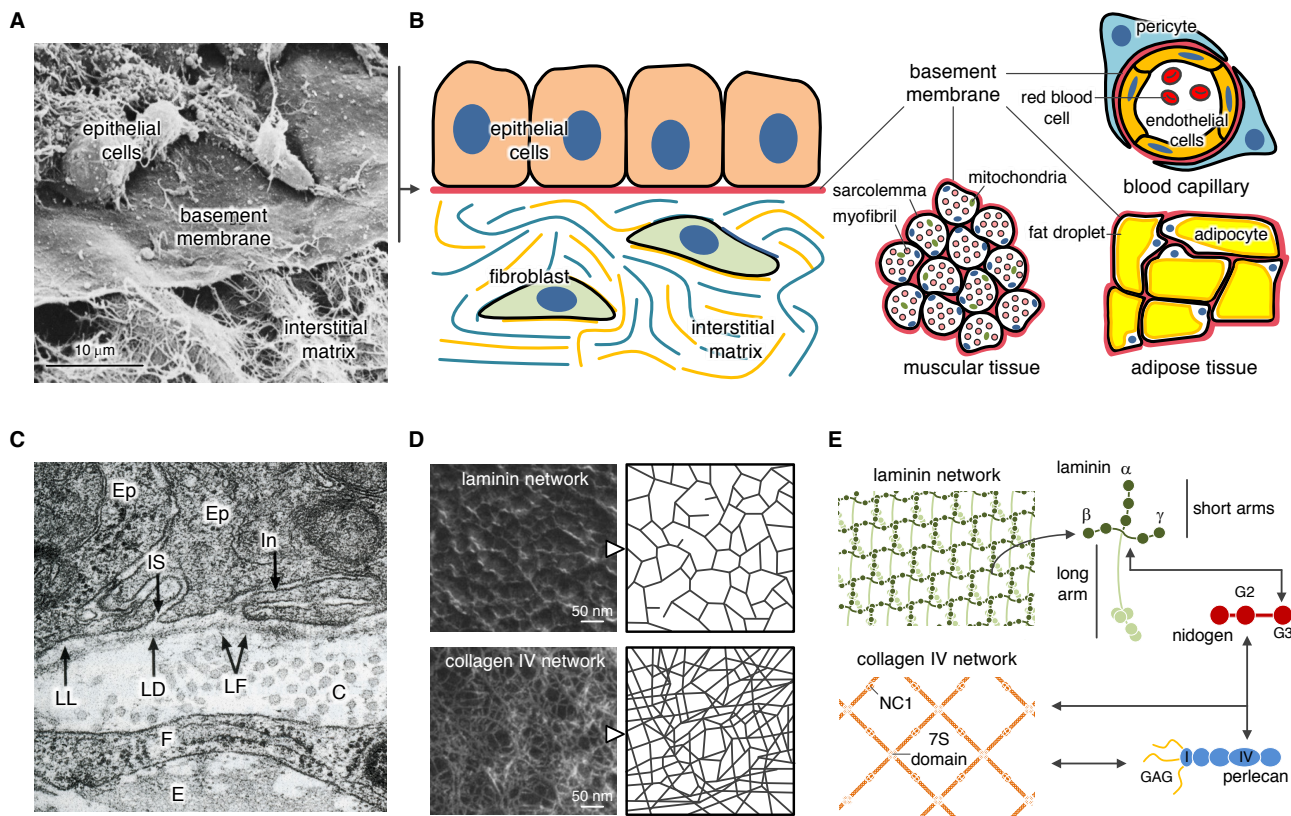 A
epithelial
cells
basement
membrane
interstitial
matrix
10 μm
B
epithelial
cells
fibroblast
interstitial
matrix
basement
membrane
pericyte
red blood
cell
endothelial
cells
blood capillary
sarcolemma
mitochondria
myofibril
muscular tissue
fat droplet
adipocyte
adipose tissue
C
Ep
Ep
IS
In
LL
LD
LF
C
F
E
D
laminin network
50 nm
collagen IV network
50 nm
E
laminin network
laminin
α
β
γ
short arms
long
arm
G2
nidogen
G3
collagen IV network
NC1
7S
domain
I
IV
GAG
perlecan